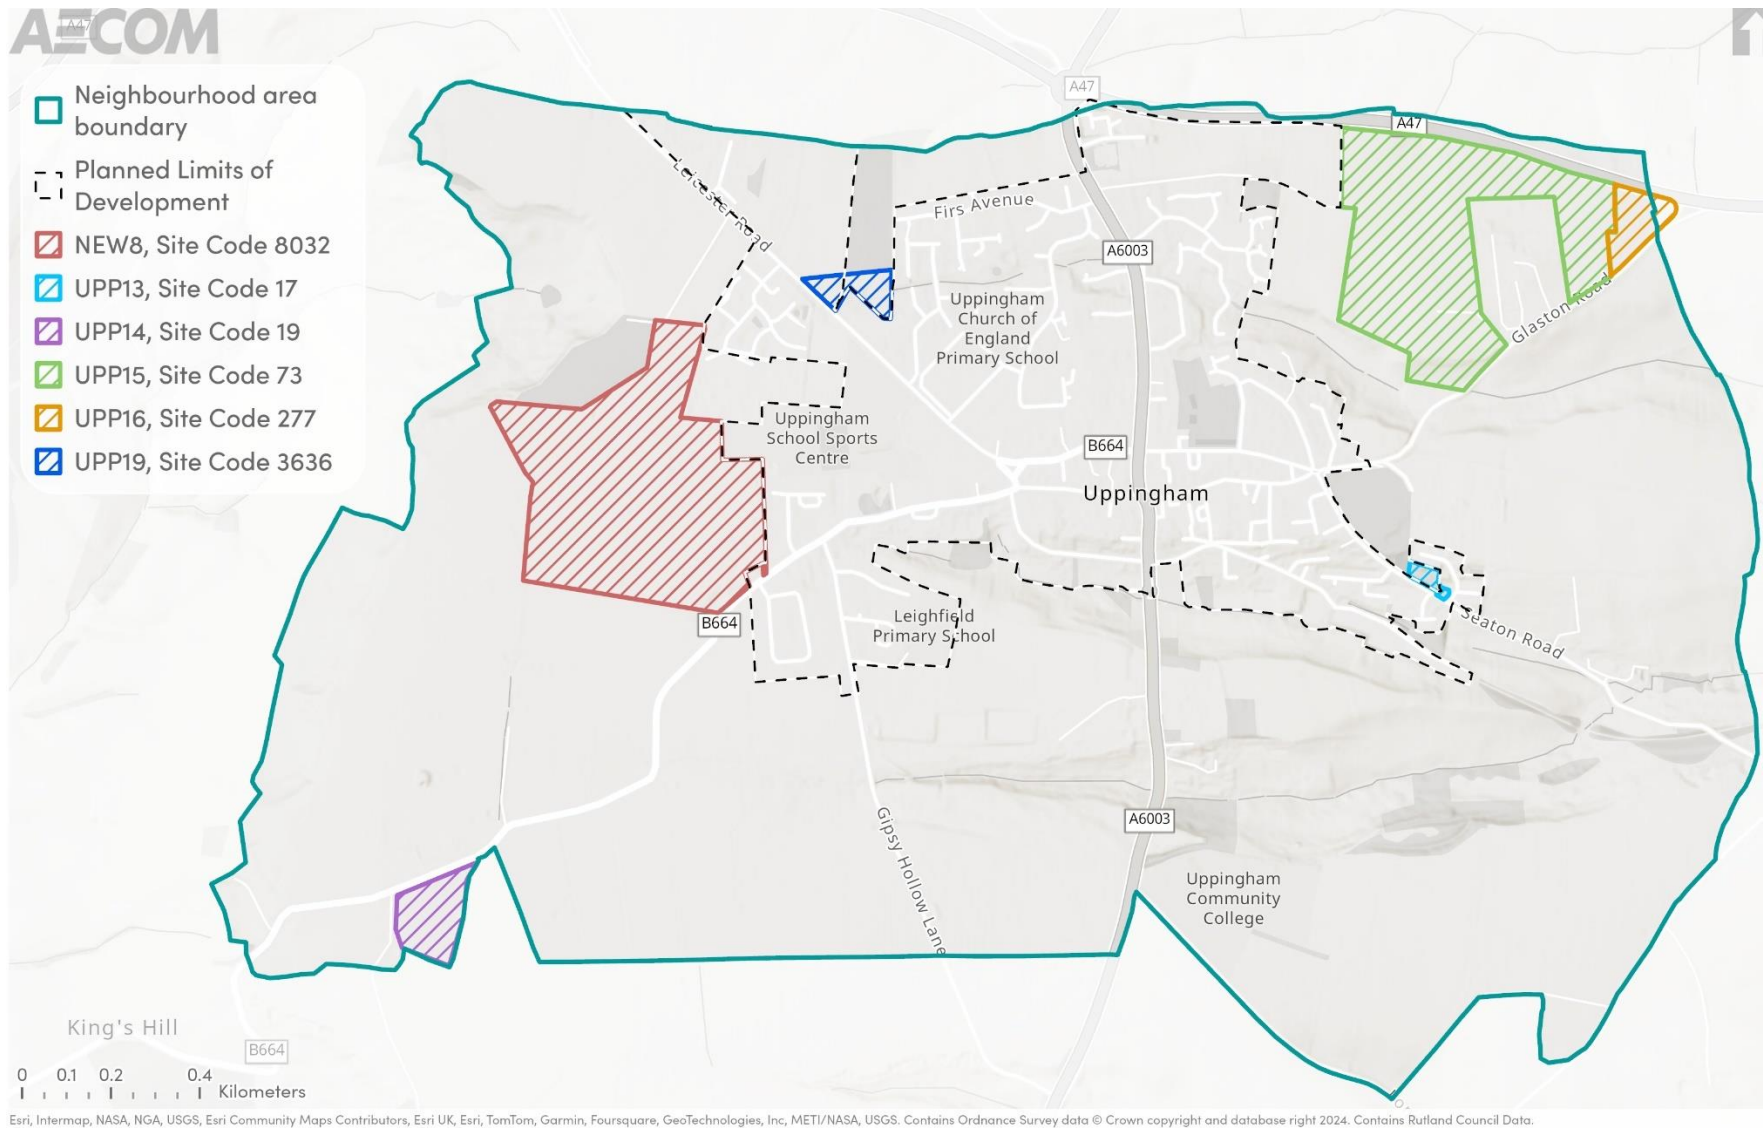 AECOM
A47
Neighbourhood area
boundary
Planned Limits of
Development
NEW8, Site Code 8032
UPP13, Site Code 17
UPP14, Site Code 19
UPP15, Site Code 73
UPP16, Site Code 277
UPP19, Site Code 3636
A47
A47
Leicester Road
Firs Avenue
A6003
Uppingham
Church of
England
Primary School
Glaston Road
Uppingham
School Sports
Centre
B664
Uppingham
Leighfield
Primary School
B664
Seaton Road
Gipsy Hollow Lane
A6003
Uppingham
Community
College
King's Hill
B664
0 0.1 0.2 0.4 Kilometers
Esri, Intermap, NASA, NGA, USGS, Esri Community Maps Contributors, Esri UK, Esri, TomTom, Garmin, Foursquare, GeoTechnologies, Inc, METI/NASA, USGS. Contains Ordnance Survey data © Crown copyright and database right 2024. Contains Rutland Council Data.